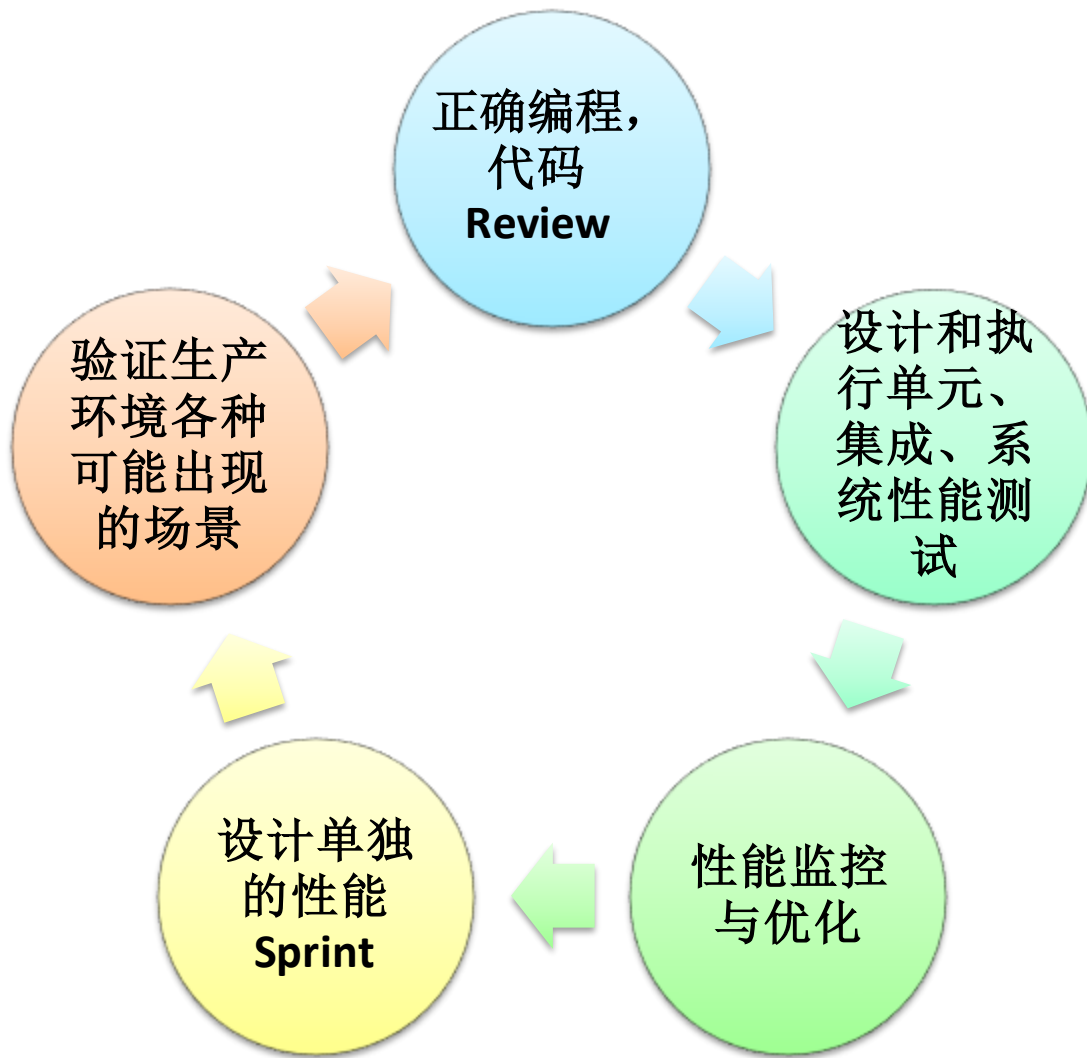 正确编程，
代码
Review
设计和执
行单元、
集成、系
统性能测
试
性能监控
与优化
设计单独
的性能
Sprint
验证生产
环境各种
可能出现
的场景